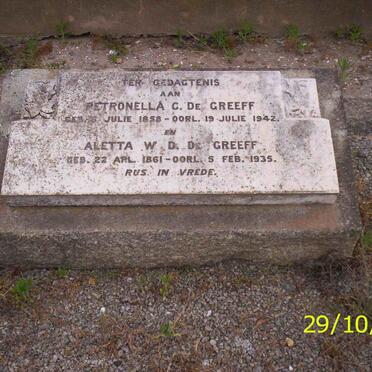 TER GEDAGTENIS
AAN
PETRONELLA C. DE GREEFF
GEB. JULIE 1858 - OORL. 19 JULIE 1942.
EN
ALETTA W. D. DE GREEFF
GEB. 22 APL. 1861 - OORL. 5 FEB. 1935.
RUS IN VREDE.
29/10/